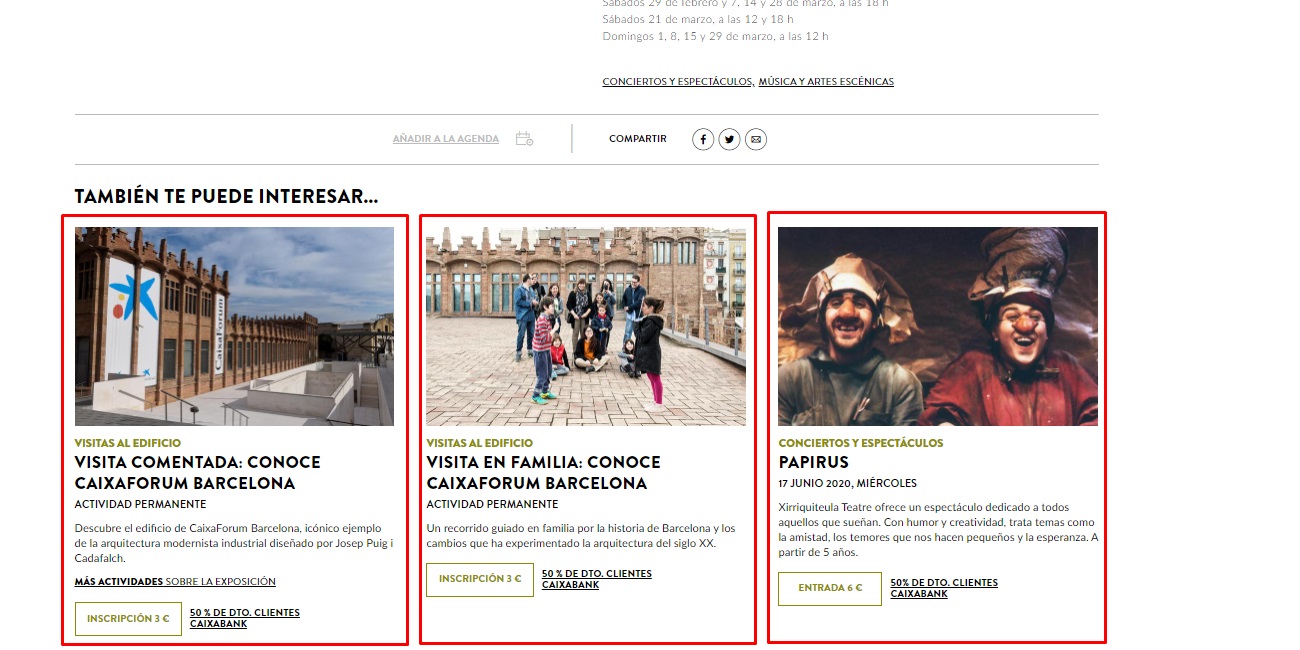 Sábados 29 de febrero y 7, 14 y 28 de marzo, a las 18 h
Sábados 21 de marzo, a las 12 y 18 h
Domingos 1, 8, 15 y 29 de marzo, a las 12 h
CONCIERTOS Y ESPECTÁCULOS, MÚSICA Y ARTES ESCÉNICAS
AÑADIR A LA AGENDA
COMPARTIR
TAMBIÉN TE PUEDE INTERESAR...
CaixaForum
VISITAS AL EDIFICIO
VISITA COMENTADA: CONOCE
CAIXAFORUM BARCELONA
ACTIVIDAD PERMANENTE
Descubre el edificio de CaixaForum Barcelona, icónico ejemplo
de la arquitectura modernista industrial diseñado por Josep Puig i
Cadafalch.
MÁS ACTIVIDADES SOBRE LA EXPOSICIÓN
INSCRIPCIÓN 3 €
50 % DE DTO. CLIENTES
CAIXABANK
VISITAS AL EDIFICIO
VISITA EN FAMILIA: CONOCE
CAIXAFORUM BARCELONA
ACTIVIDAD PERMANENTE
Un recorrido guiado en familia por la historia de Barcelona y los
cambios que ha experimentado la arquitectura del siglo XX.
INSCRIPCIÓN 3 €
50 % DE DTO. CLIENTES
CAIXABANK
CONCIERTOS Y ESPECTÁCULOS
PAPIRUS
17 JUNIO 2020, MIÉRCOLES
Xirriquiteula Teatre ofrece un espectáculo dedicado a todos
aquellos que sueñan. Con humor y creatividad, trata temas como
la amistad, los temores que nos hacen pequeños y la esperanza. A
partir de 5 años.
ENTRADA 6 €
50% DE DTO. CLIENTES
CAIXABANK